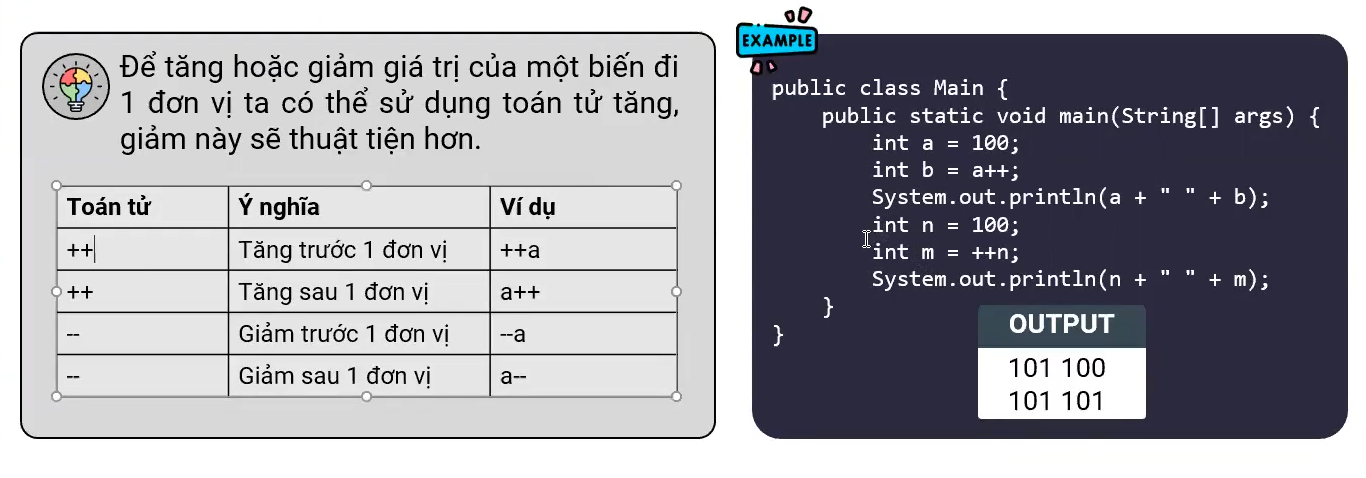 Để tăng hoặc giảm giá trị của một biến đi
1 đơn vị ta có thể sử dụng toán tử tăng,
giảm này sẽ thuật tiện hơn.
Toán tử Ý nghĩa Ví dụ
++ Tăng trước 1 đơn vị ++a
++ Tăng sau 1 đơn vị a++
-- Giảm trước 1 đơn vị --a
-- Giảm sau 1 đơn vị a--
EXAMPLE
public class Main {
    public static void main(String[] args) {
        int a = 100;
        int b = a++;
        System.out.println(a + " " + b);
        int n = 100;
        int m = ++n;
        System.out.println(n + " " + m);
    }
}
OUTPUT
101 100
101 101